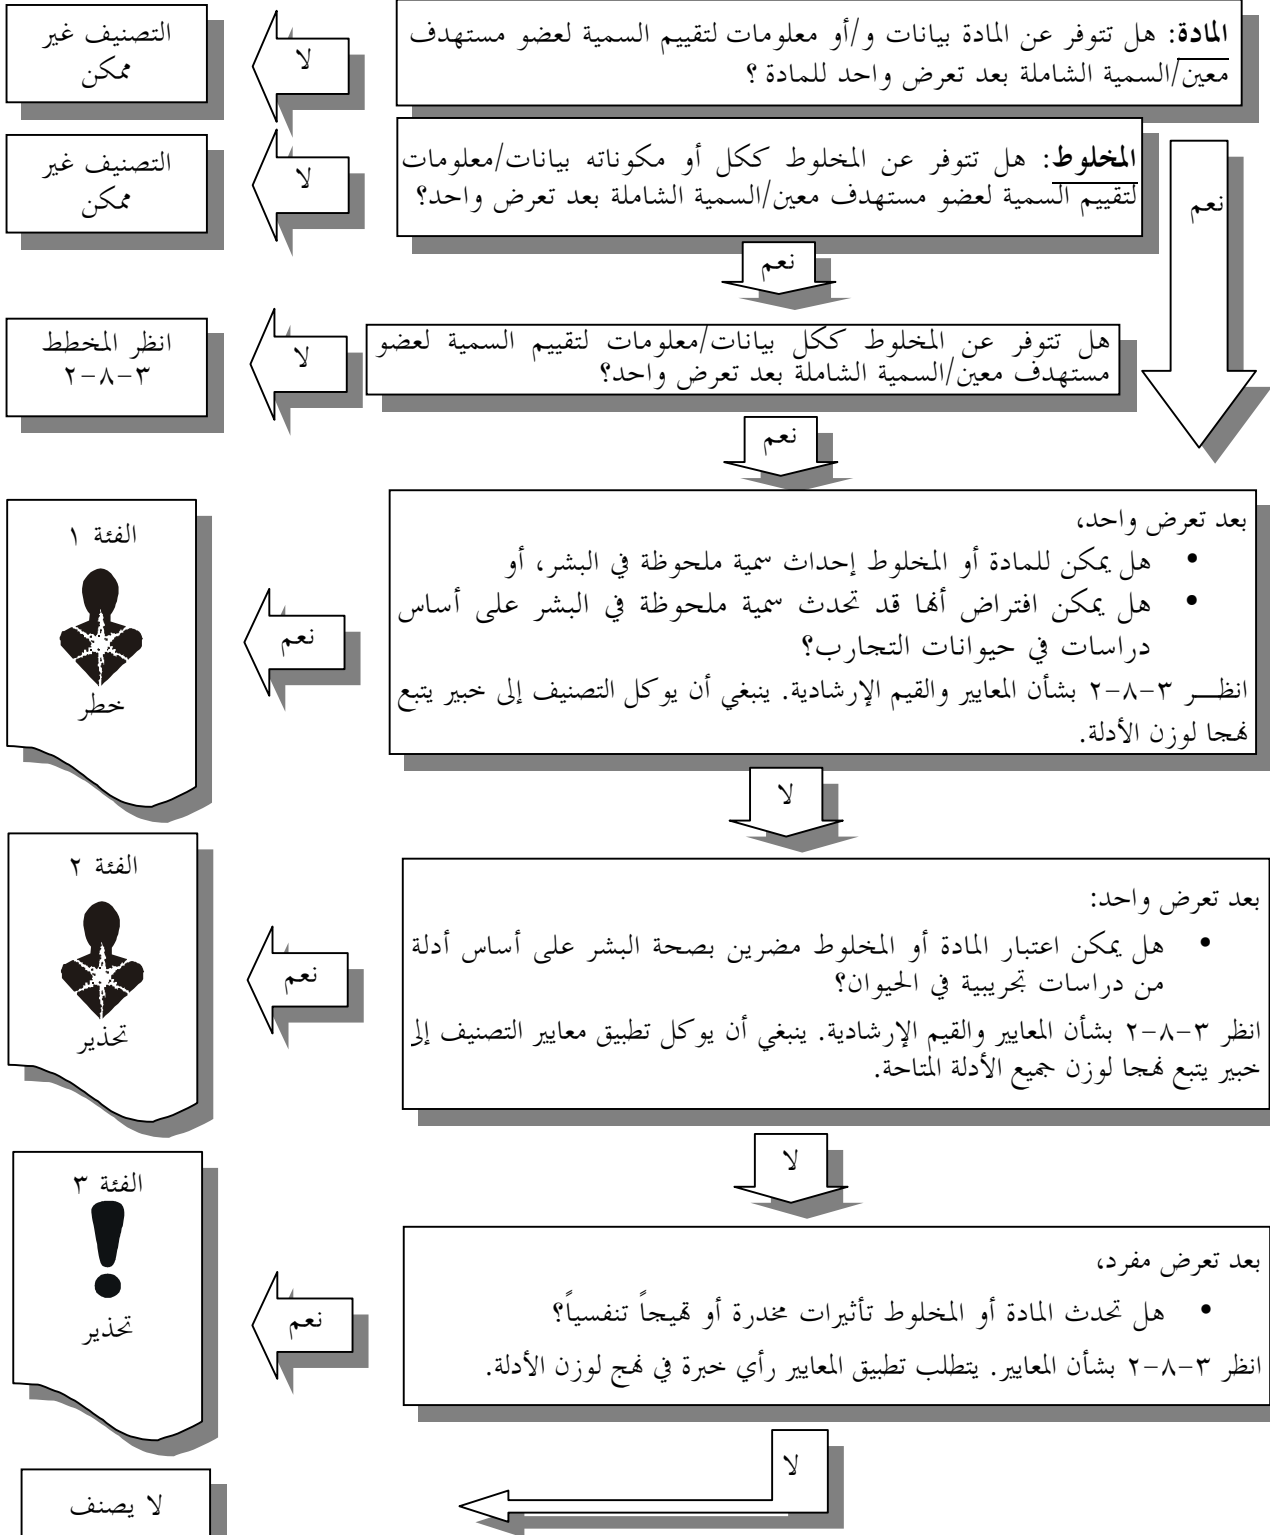 المادة: هل تتوفر عن المادة بيانات و/أو معلومات لتقييم السمية لعضو مستهدف
معين/السمية الشاملة بعد تعرض واحد للمادة ؟
لا
التصنيف غير
ممكن
المخلوط: هل تتوفر عن المخلوط ككل أو مكوناته بيانات/معلومات
لتقييم السمية لعضو مستهدف معين/السمية الشاملة بعد تعرض واحد؟
لا
التصنيف غير
ممكن
نعم
نعم
هل تتوفر عن المخلوط ككل بيانات/معلومات لتقييم السمية لعضو
مستهدف معين/السمية الشاملة بعد تعرض واحد؟
لا
انظر المخطط
٣-٨-٢
نعم
بعد تعرض واحد،
• هل يمكن للمادة أو المخلوط إحداث سمية ملحوظة في البشر، أو
• هل يمكن افتراض أنها قد تحدث سمية ملحوظة في البشر على أساس
دراسات في حيوانات التجارب؟
انظـــر ٣-٨-٢ بشأن المعايير والقيم الإرشادية. ينبغي أن يوكل التصنيف إلى خبير يتبع
نهجا لوزن الأدلة.
نعم
الفئة ١
خطر
لا
بعد تعرض واحد:
• هل يمكن اعتبار المادة أو المخلوط مضرين بصحة البشر على أساس أدلة
من دراسات تجريبية في الحيوان؟
انظر ٣-٨-٢ بشأن المعايير والقيم الإرشادية. ينبغي أن يوكل تطبيق معايير التصنيف إلى
خبير يتبع نهجا لوزن جميع الأدلة المتاحة.
نعم
الفئة ٢
تحذير
لا
بعد تعرض مفرد،
• هل تحدث المادة أو المخلوط تأثيرات مخدرة أو تهيجاً تنفسياً؟
انظر ٣-٨-٢ بشأن المعايير. يتطلب تطبيق المعايير رأي خبرة في نهج لوزن الأدلة.
نعم
الفئة ٣
تحذير
لا
لا يصنف